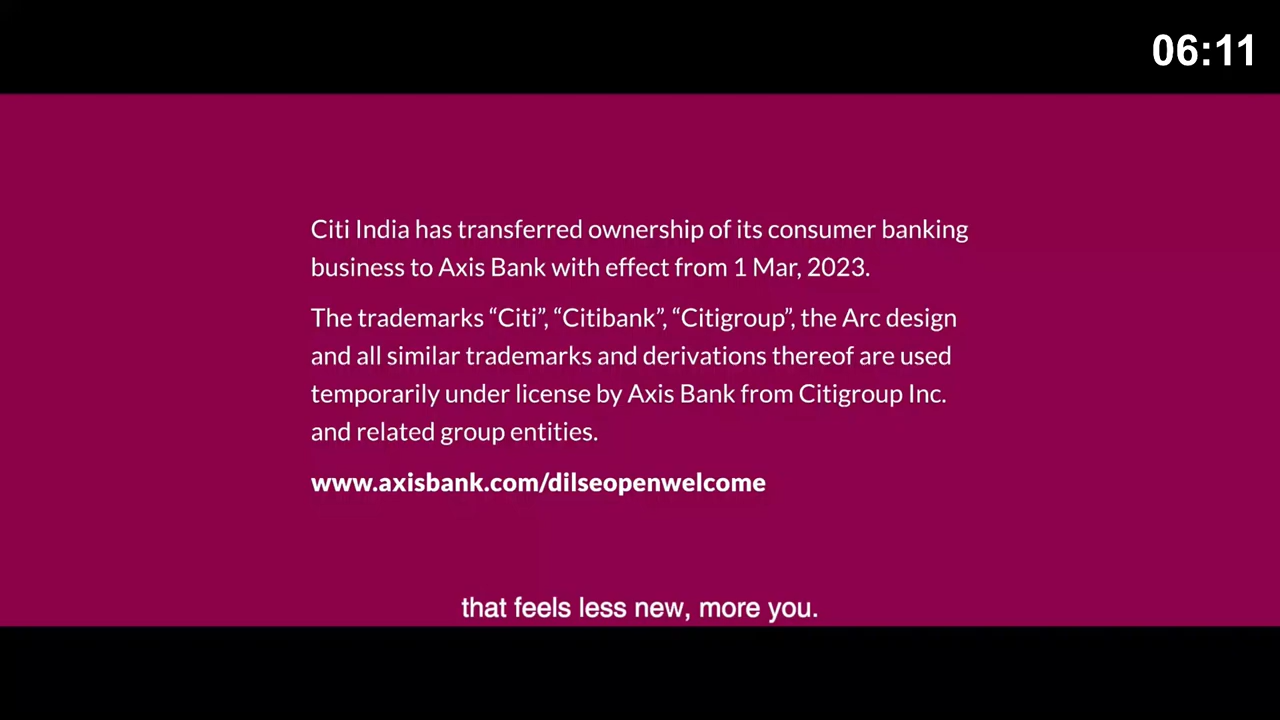 06:11
Citi India has transferred ownership of its consumer banking
business to Axis Bank with effect from 1 Mar, 2023.
The trademarks “Citi”, “Citibank”, “Citigroup”, the Arc design
and all similar trademarks and derivations thereof are used
temporarily under license by Axis Bank from Citigroup Inc.
and related group entities.
www.axisbank.com/dilseopenwelcome
that feels less new, more you.